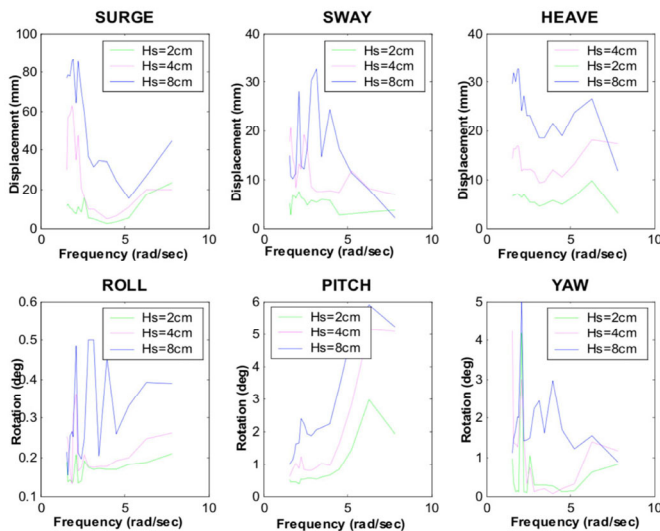 SURGE
SWAY
HEAVE
100
80
60
40
20
0
Displacement (mm)
Hs=2cm
Hs=4cm
Hs=8cm
0
5
10
Frequency (rad/sec)
40
30
20
10
0
Displacement (mm)
Hs=2cm
Hs=4cm
Hs=8cm
0
5
10
Frequency (rad/sec)
40
30
20
10
0
Displacement (mm)
Hs=4cm
Hs=2cm
Hs=8cm
0
5
10
Frequency (rad/sec)
ROLL
PITCH
YAW
0.6
0.5
0.4
0.3
0.2
0.1
Rotation (deg)
Hs=2cm
Hs=4cm
Hs=8cm
0
5
10
Frequency (rad/sec)
6
5
4
3
2
1
0
Rotation (deg)
Hs=2cm
Hs=4cm
Hs=8cm
0
5
10
Frequency (rad/sec)
5
4
3
2
1
0
Rotation (deg)
Hs=2cm
Hs=4cm
Hs=8cm
0
5
10
Frequency (rad/sec)